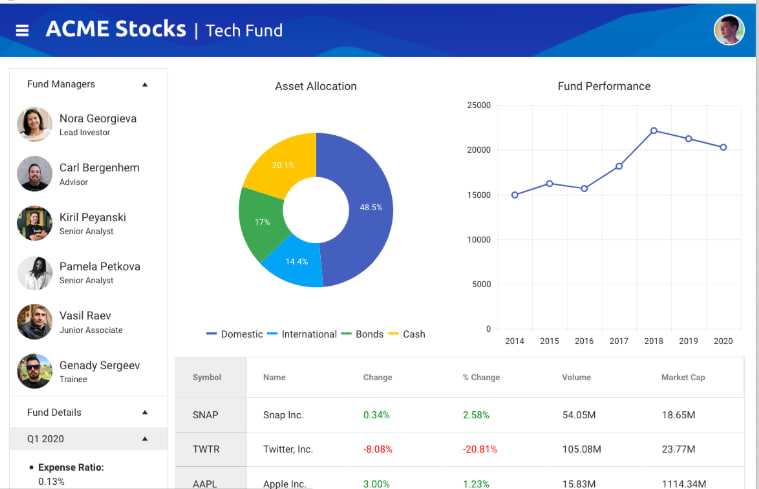 ACME Stocks | Tech Fund
Fund Managers
Nora Georgieva
Lead Investor
Carl Bergenhem
Advisor
Kiril Peyanski
Senior Analyst
Pamela Petkova
Senior Analyst
Vasil Raev
Junior Associate
Genady Sergeev
Trainee
Fund Details
Q1 2020
• Expense Ratio:
0.13%
Asset Allocation
20.1%
48.5%
17%
14.4%
Domestic International Bonds Cash
Fund Performance
25000
20000
15000
10000
5000
0
2014 2015 2016 2017 2018 2019 2020
Symbol Name Change % Change Volume Market Cap
SNAP Snap Inc. 0.34% 2.58% 54.05M 18.65M
TWTR Twitter, Inc. -8.08% -20.81% 105.08M 23.77M
AAPL Apple Inc. 3.00% 1.23% 15.83M 1114.34M